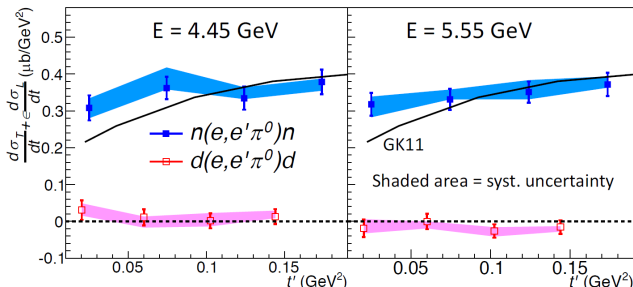 E = 4.45 GeV
E = 5.55 GeV
dσ_T/dt + ϵ dσ_L/dt (μb/GeV²)
0.5
0.4
0.3
0.2
0.1
0
-0.1
n(e,e'π⁰)n
d(e,e'π⁰)d
GK11
Shaded area = syst. uncertainty
0.05 0.1 0.15
t' (GeV²)
0.05 0.1 0.15
t' (GeV²)